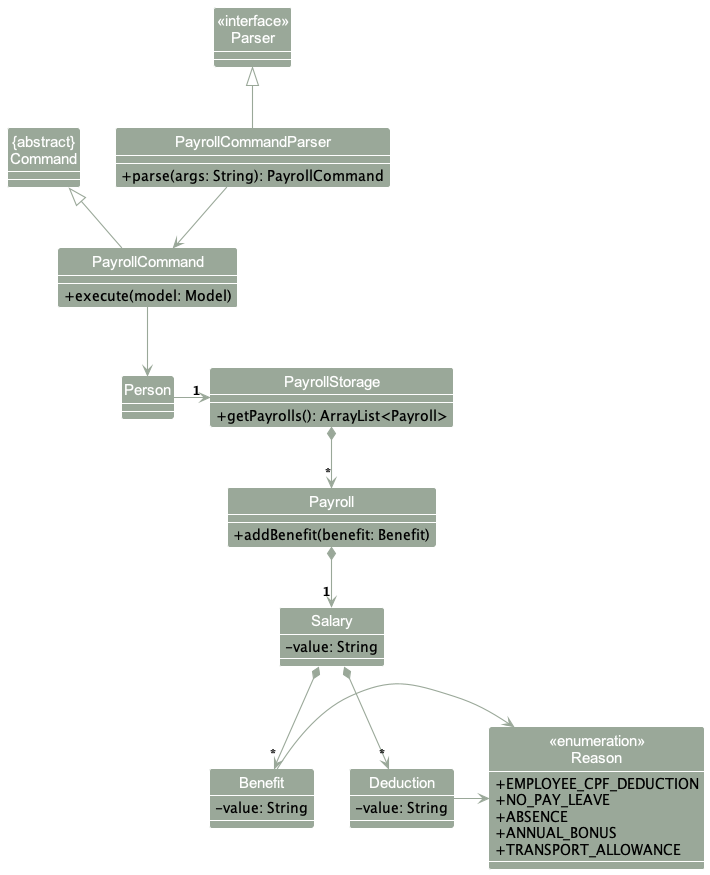 «interface»
Parser
{abstract}
Command
PayrollCommandParser
+parse(args: String): PayrollCommand
PayrollCommand
+execute(model: Model)
Person
1
PayrollStorage
+getPayrolls(): ArrayList<Payroll>
*
Payroll
+addBenefit(benefit: Benefit)
1
Salary
-value: String
*
*
Benefit
-value: String
Deduction
-value: String
«enumeration»
Reason
+EMPLOYEE_CPF_DEDUCTION
+NO_PAY_LEAVE
+ABSENCE
+ANNUAL_BONUS
+TRANSPORT_ALLOWANCE